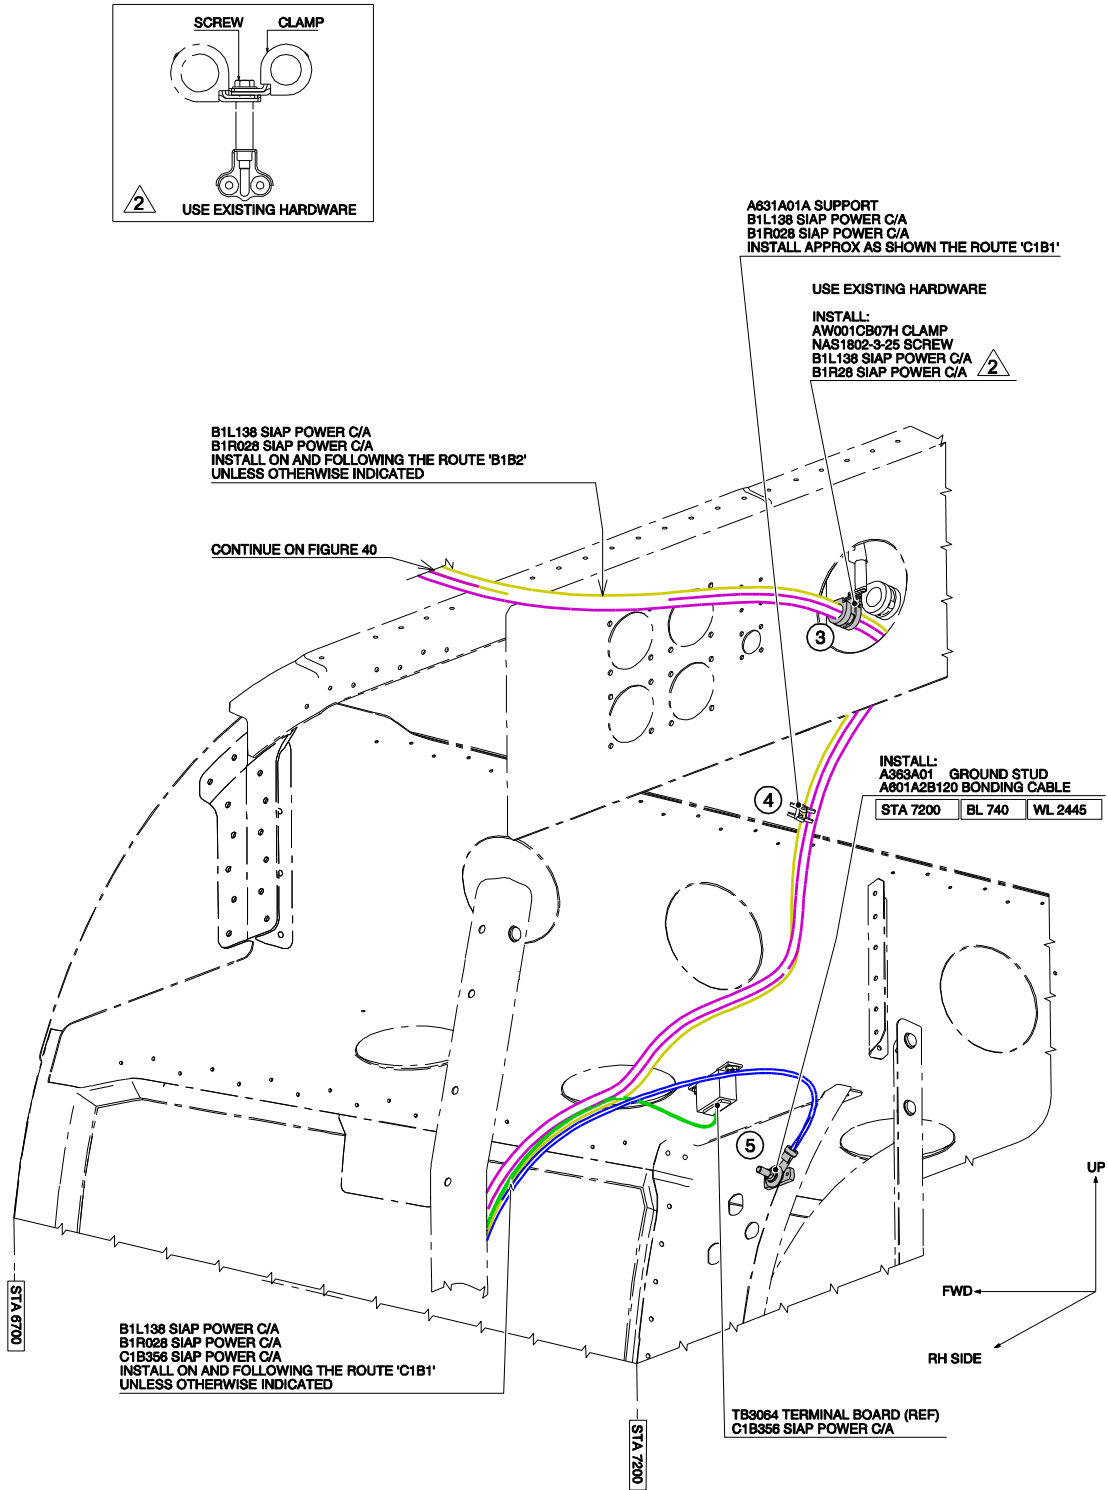 SCREW CLAMP
2
USE EXISTING HARDWARE
A631A01A SUPPORT
B1L138 SIAP POWER C/A
B1R028 SIAP POWER C/A
INSTALL APPROX AS SHOWN THE ROUTE 'C1B1'
USE EXISTING HARDWARE
INSTALL:
AW001CB07H CLAMP
NAS1802-3-25 SCREW
B1L138 SIAP POWER C/A
B1R28 SIAP POWER C/A
2
B1L138 SIAP POWER C/A
B1R028 SIAP POWER C/A
INSTALL ON AND FOLLOWING THE ROUTE 'B1B2'
UNLESS OTHERWISE INDICATED
CONTINUE ON FIGURE 40
3
INSTALL:
A363A01 GROUND STUD
A601A2B120 BONDING CABLE
STA 7200 BL 740 WL 2445
4
5
UP
FWD
RH SIDE
STA 6700
B1L138 SIAP POWER C/A
B1R028 SIAP POWER C/A
C1B356 SIAP POWER C/A
INSTALL ON AND FOLLOWING THE ROUTE 'C1B1'
UNLESS OTHERWISE INDICATED
STA 7200
TB3064 TERMINAL BOARD (REF)
C1B356 SIAP POWER C/A